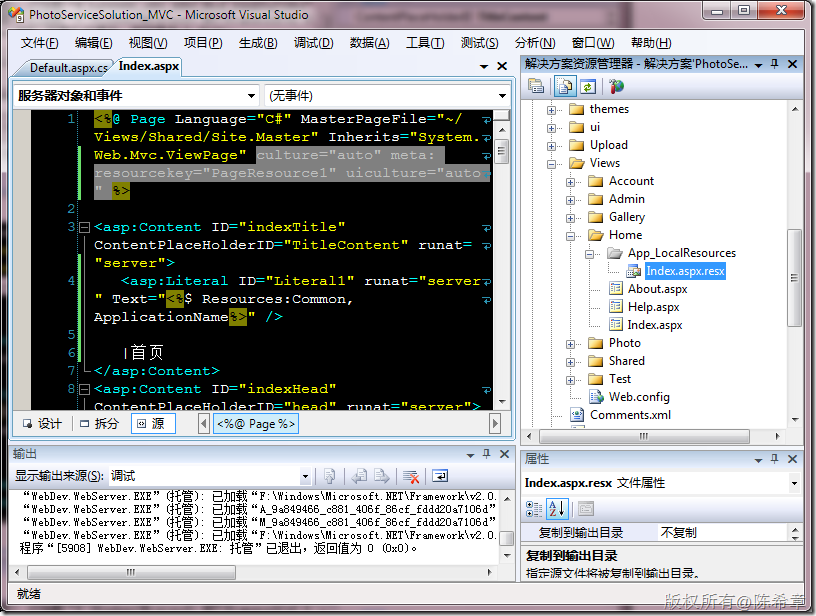 PhotoServiceSolution_MVC - Microsoft Visual Studio
文件(F) 编辑(E) 视图(V) 项目(P) 生成(B) 调试(D) 数据(A) 工具(T) 测试(S) 分析(N) 窗口(W) 帮助(H)
Default.aspx.cs Index.aspx
服务器对象和事件 (无事件)
1 <%@ Page Language="C#" MasterPageFile="~/
Views/Shared/Site.Master" Inherits="System.
Web.Mvc.ViewPage" culture="auto" meta:
resourcekey="PageResource1" uiculture="auto
" %>
2
3 <asp:Content ID="indexTitle"
ContentPlaceHolderID="TitleContent" runat=
"server">
4 <asp:Literal ID="Literal1" runat="server
" Text="<%$ Resources:Common,
ApplicationName%>" />
5
6 |首页
7 </asp:Content>
8 <asp:Content ID="indexHead"
ContentPlaceHolderID="head" runat="server">
设计 拆分 源 <%@ Page %>
输出
显示输出来源(S): 调试
“WebDev.WebServer.EXE”(托管): 已加载“F:\Windows\Microsoft.NET\Framework\v2.0.
“WebDev.WebServer.EXE”(托管): 已加载“A_9a849466_c881_406f_86cf_fddd20a7106d”
“WebDev.WebServer.EXE”(托管): 已加载“M_9a849466_c881_406f_86cf_fddd20a7106d”
“WebDev.WebServer.EXE”(托管): 已加载“F:\Windows\Microsoft.NET\Framework\v2.0.
程序“[5908] WebDev.WebServer.EXE: 托管”已退出，返回值为 0 (0x0)。
就绪
解决方案资源管理器 - 解决方案'PhotoSe...
themes
ui
Upload
Views
Account
Admin
Gallery
Home
App_LocalResources
Index.aspx.resx
About.aspx
Help.aspx
Index.aspx
Photo
Shared
Test
Web.config
Comments.xml
属性
Index.aspx.resx 文件属性
复制到输出目录 不复制
复制到输出目录
指定源文件将被复制到输出目录。
版权所有@陈希章